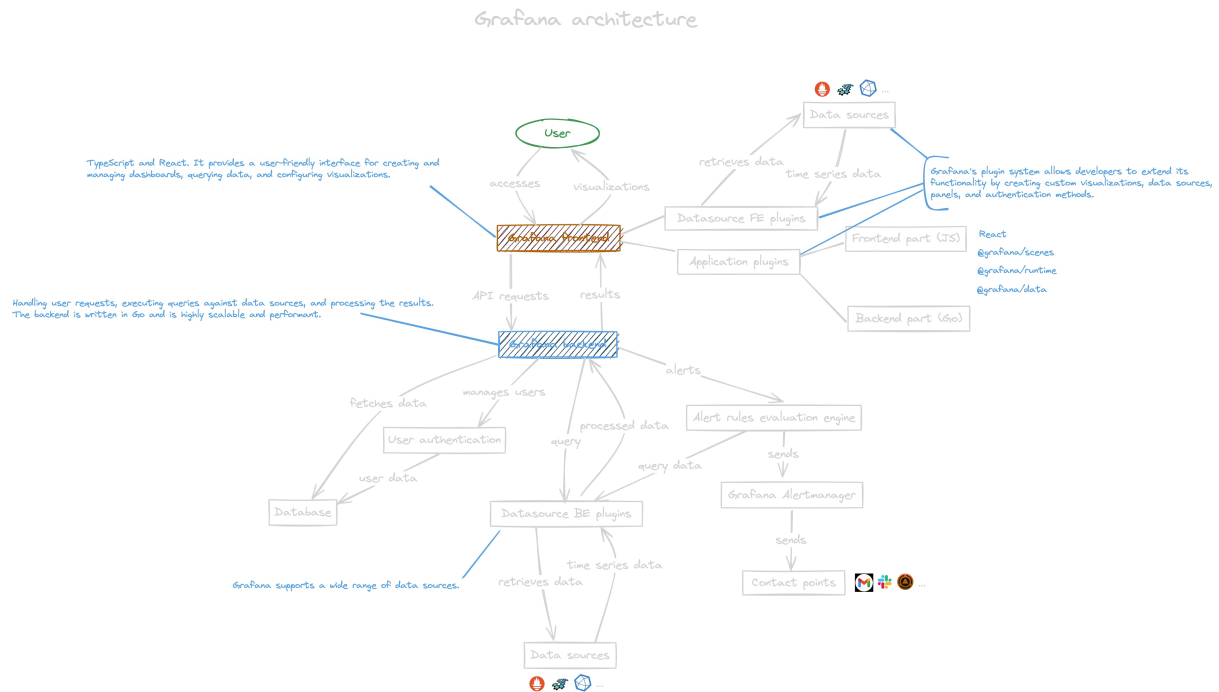 Grafana architecture
...
Data sources
User
TypeScript and React. It provides a user-friendly interface for creating and
managing dashboards, querying data, and configuring visualizations.
retrieves data
time series data
Grafana's plugin system allows developers to extend its
functionality by creating custom visualizations, data sources,
panels, and authentication methods.
accesses
visualizations
Datasource FE plugins
Grafana frontend
Frontend part (JS)
React
@grafana/scenes
@grafana/runtime
@grafana/data
Application plugins
API requests
results
Handling user requests, executing queries against data sources, and processing the results.
The backend is written in Go and is highly scalable and performant.
Backend part (Go)
Grafana backend
alerts
manages users
fetches data
Alert rules evaluation engine
processed data
User authentication
query
sends
query data
user data
Grafana Alertmanager
Database
Datasource BE plugins
sends
time series data
retrieves data
Contact points
...
Grafana supports a wide range of data sources.
Data sources
...